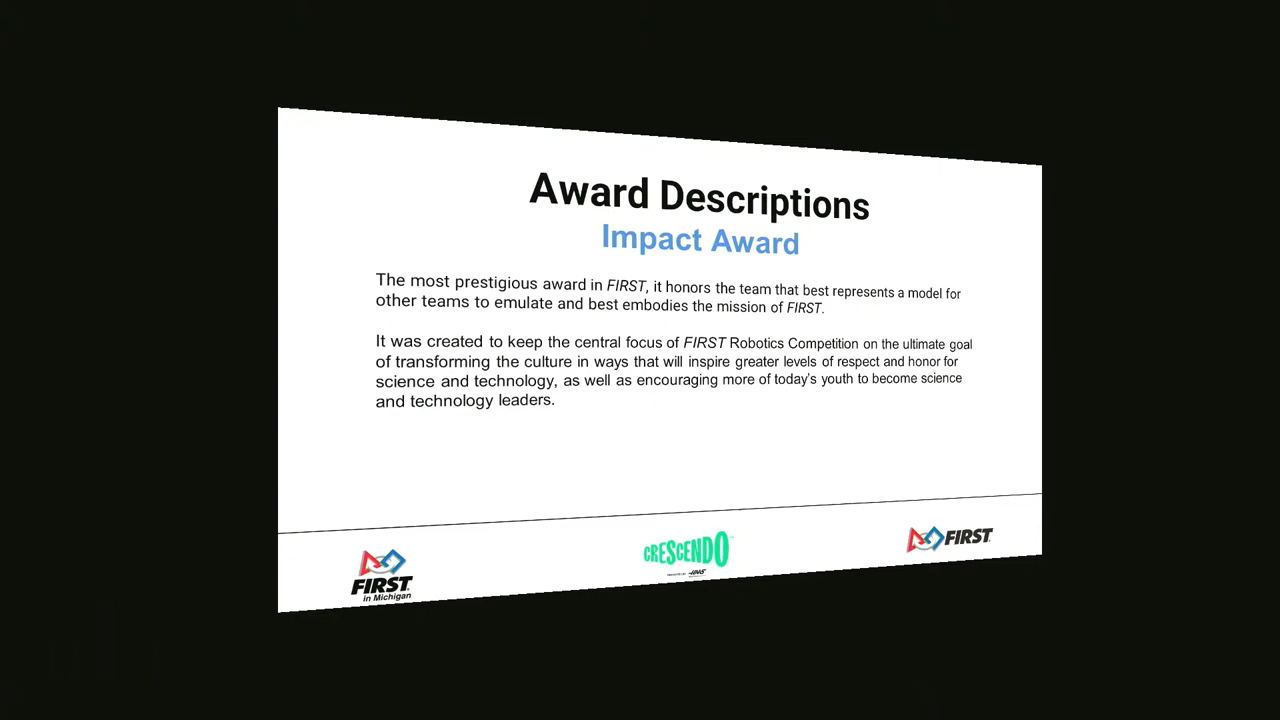 Award Descriptions
Impact Award
The most prestigious award in FIRST, it honors the team that best represents a model for
other teams to emulate and best embodies the mission of FIRST.
It was created to keep the central focus of FIRST Robotics Competition on the ultimate goal
of transforming the culture in ways that will inspire greater levels of respect and honor for
science and technology, as well as encouraging more of today's youth to become science
and technology leaders.
FIRST
in Michigan
CRESCENDO
FIRST